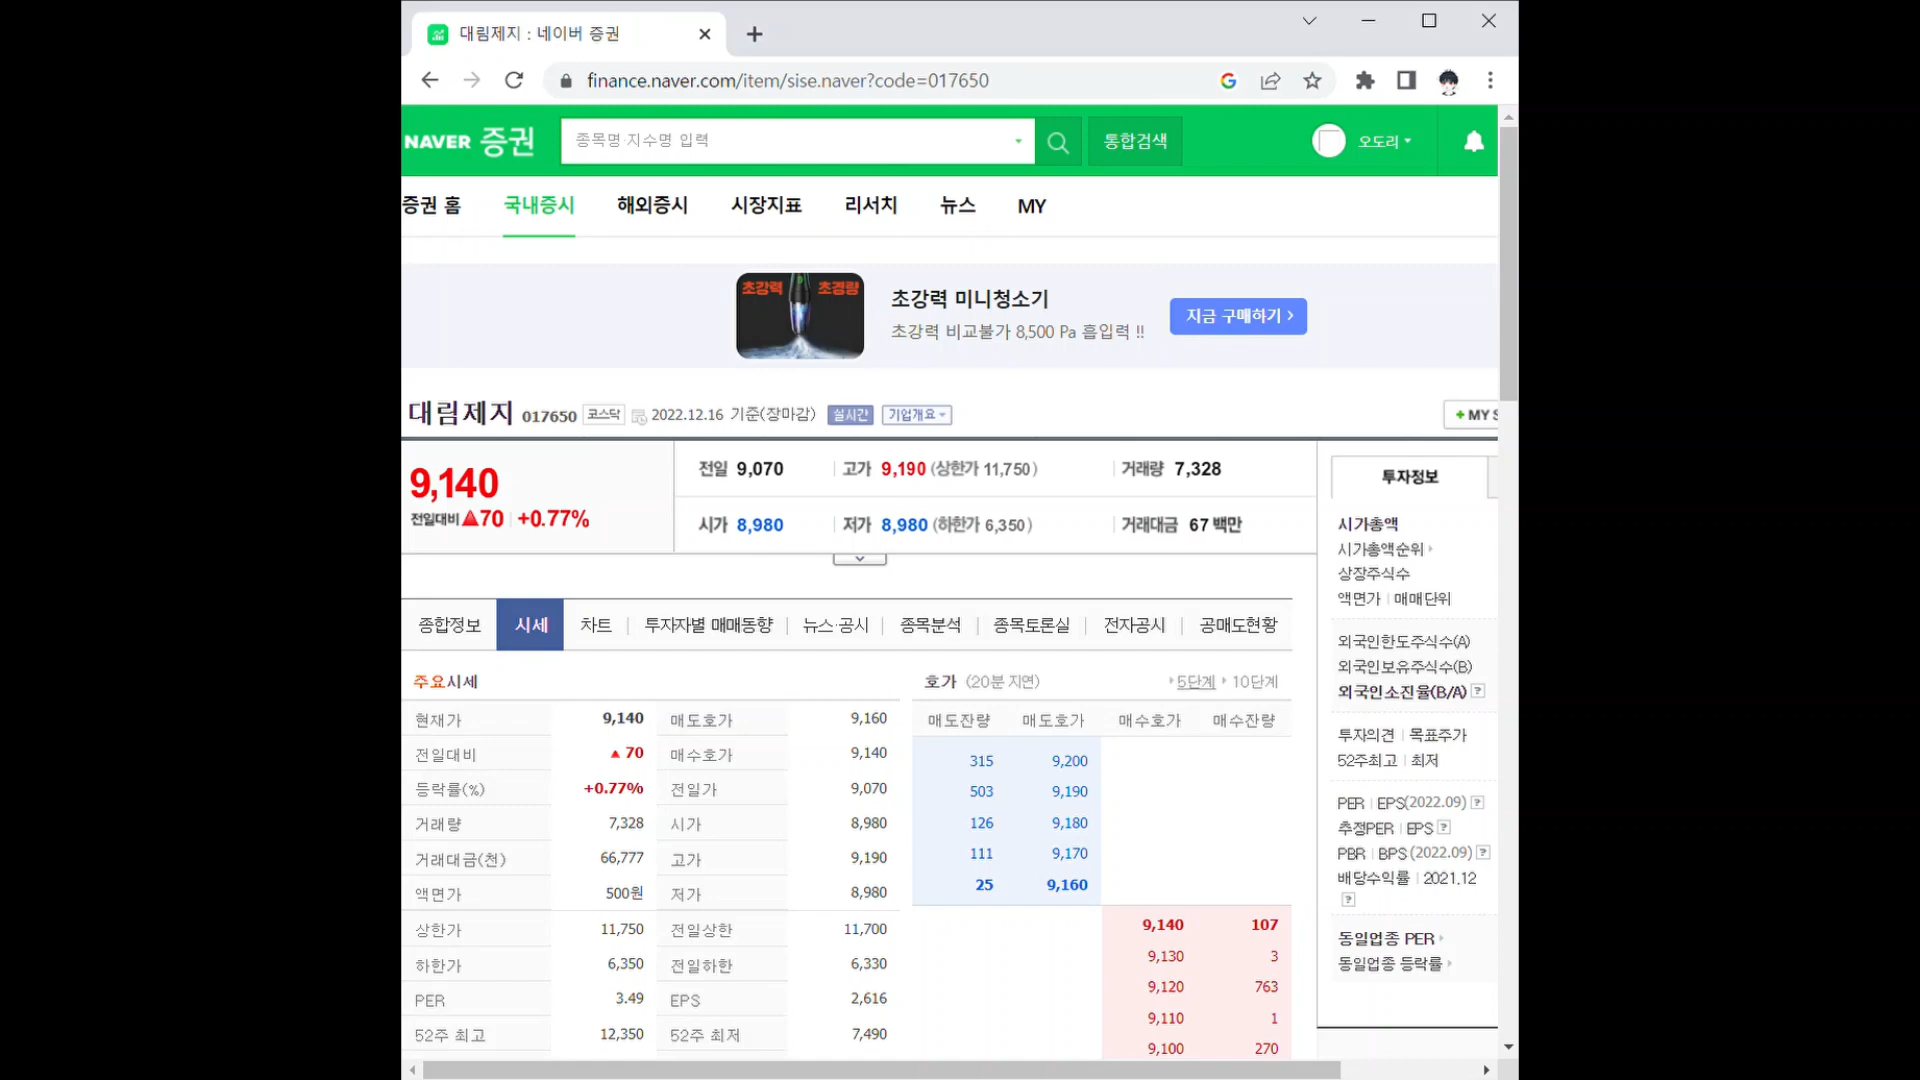 대림제지 : 네이버 증권
finance.naver.com/item/sise.naver?code=017650
NAVER 증권
종목명·지수명 입력
통합검색
오도리
증권 홈 국내증시 해외증시 시장지표 리서치 뉴스 MY
초강력 초경량
초강력 미니청소기
초강력 비교불가 8,500 Pa 흡입력 !!
지금 구매하기 >
대림제지 017650 코스닥 2022.12.16 기준(장마감) 실시간 기업개요
+ MY S
9,140
전일대비 ▲70 +0.77%
전일 9,070 고가 9,190 (상한가 11,750) 거래량 7,328
시가 8,980 저가 8,980 (하한가 6,350) 거래대금 67 백만
종합정보 시세 차트 투자자별 매매동향 뉴스·공시 종목분석 종목토론실 전자공시 공매도현황
주요시세
현재가 9,140 매도호가 9,160
전일대비 ▲ 70 매수호가 9,140
등락률(%) +0.77% 전일가 9,070
거래량 7,328 시가 8,980
거래대금(천) 66,777 고가 9,190
액면가 500원 저가 8,980
상한가 11,750 전일상한 11,700
하한가 6,350 전일하한 6,330
PER 3.49 EPS 2,616
52주 최고 12,350 52주 최저 7,490
호가 (20분 지연) 5단계 10단계
매도잔량 매도호가 매수호가 매수잔량
315 9,200
503 9,190
126 9,180
111 9,170
25 9,160
9,140 107
9,130 3
9,120 763
9,110 1
9,100 270
투자정보
시가총액
시가총액순위
상장주식수
액면가 매매단위
외국인한도주식수(A)
외국인보유주식수(B)
외국인소진율(B/A) ?
투자의견 목표주가
52주최고 최저
PER EPS(2022.09) ?
추정PER EPS ?
PBR BPS (2022.09) ?
배당수익률 2021.12
?
동일업종 PER
동일업종 등락률